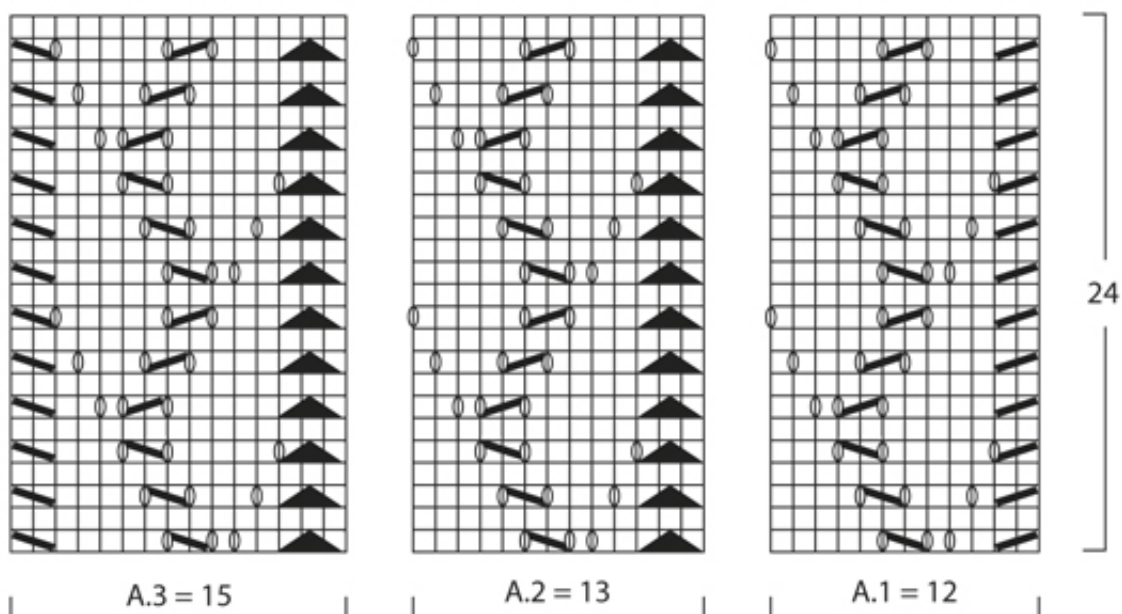 24
A.3 = 15
A.2 = 13
A.1 = 12